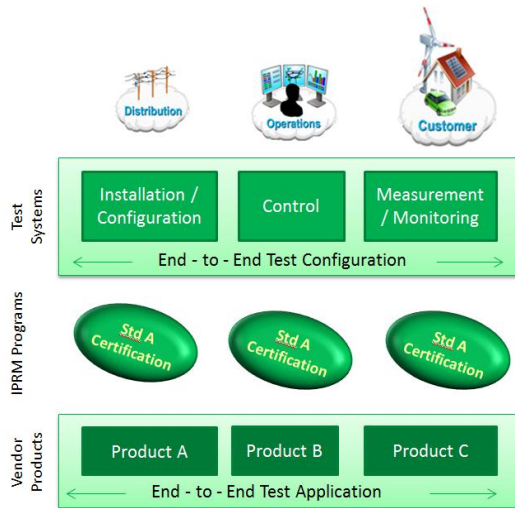 Distribution
Operations
Customer
Test
Systems
Installation /
Configuration
Control
Measurement
/ Monitoring
End - to - End Test Configuration
IPRM Programs
Std A
Certification
Std A
Certification
Std A
Certification
Vendor
Products
Product A
Product B
Product C
End - to - End Test Application